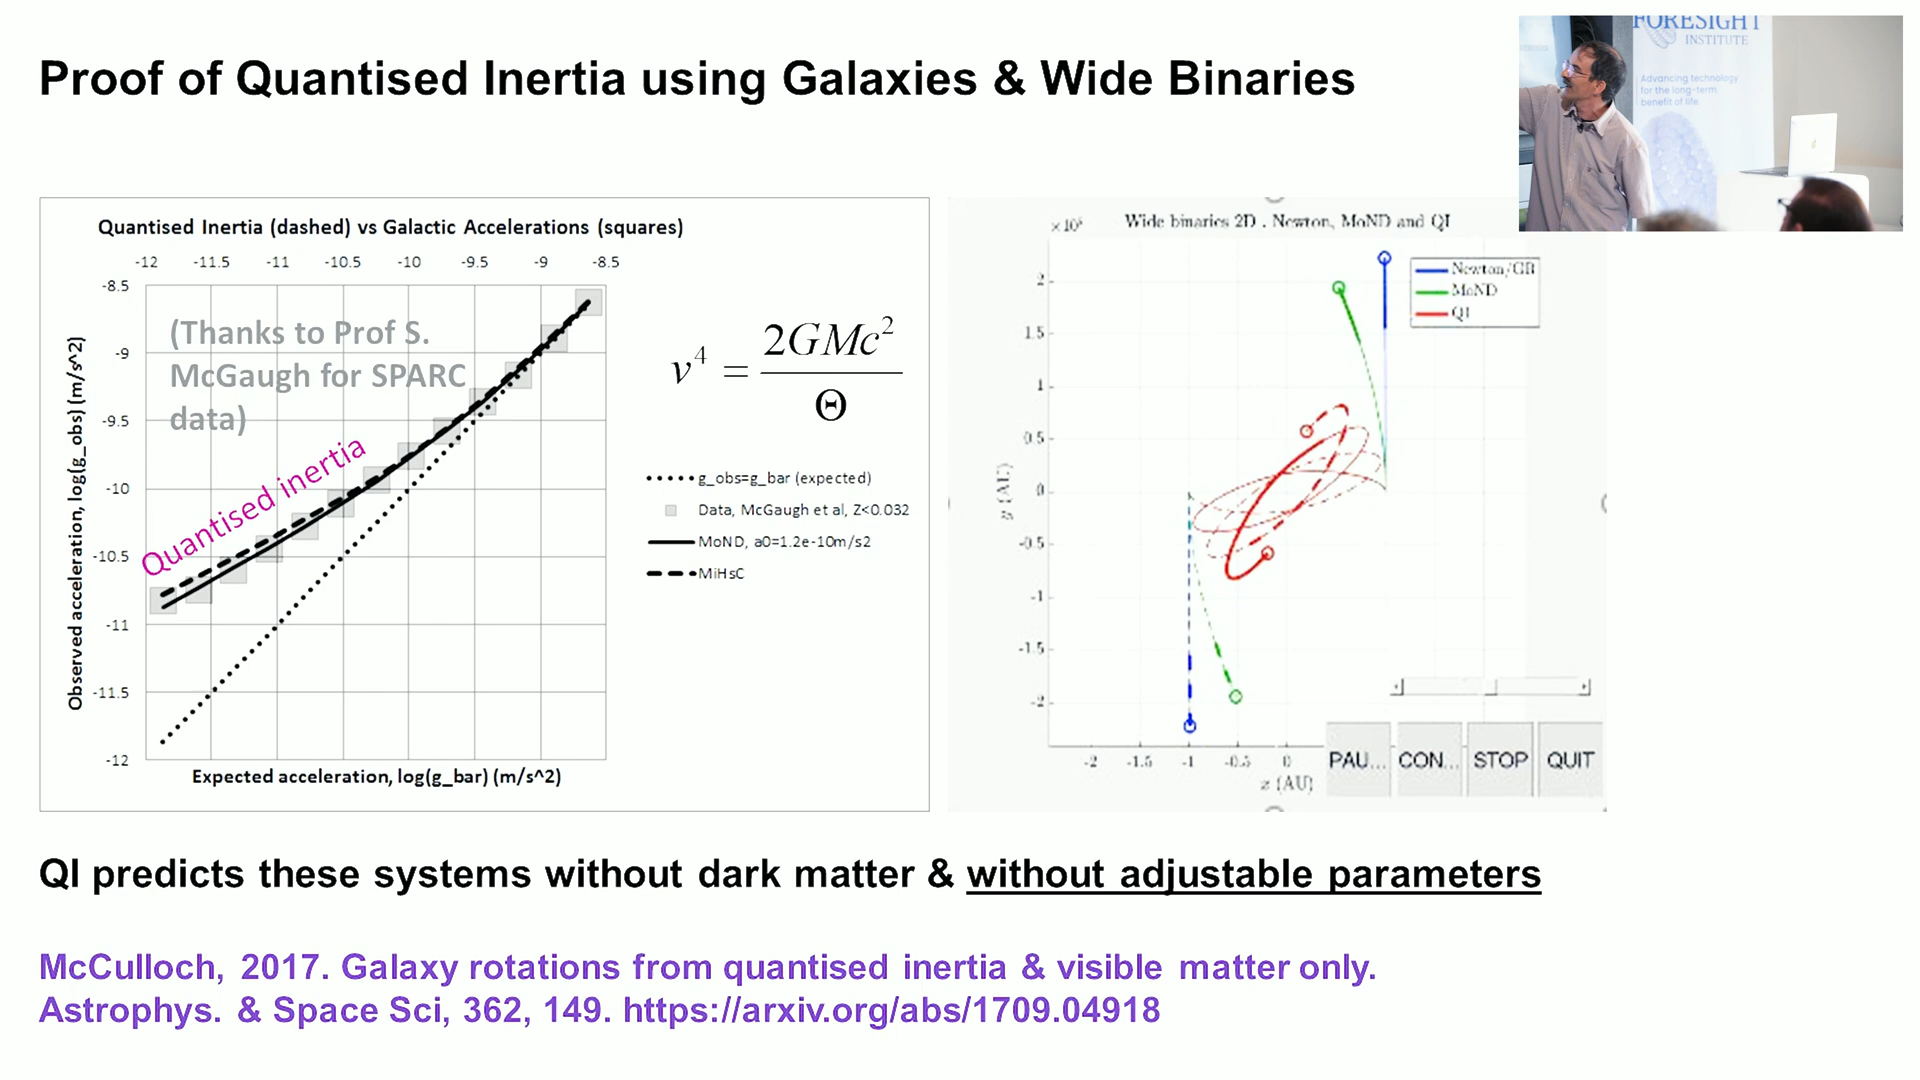 Proof of Quantised Inertia using Galaxies & Wide Binaries
FORESIGHT
INSTITUTE
Advancing technology
for the long-term
benefit of life
Quantised Inertia (dashed) vs Galactic Accelerations (squares)
-12 -11.5 -11 -10.5 -10 -9.5 -9 -8.5
-8.5
-9
-9.5
-10
-10.5
-11
-11.5
-12
Observed acceleration, log(g_obs) (m/s^2)
Expected acceleration, log(g_bar) (m/s^2)
(Thanks to Prof S.
McGaugh for SPARC
data)
Quantised inertia
v⁴ = 2GMc² / Θ
g_obs=g_bar (expected)
Data, McGaugh et al, Z<0.032
MoND, a0=1.2e-10m/s2
MiHsC
Wide binaries 2D . Newton, MoND and QI
×10⁵
2
1.5
1
0.5
0
-0.5
-1
-1.5
-2
y (AU)
-2 -1.5 -1 -0.5 0
x (AU)
Newton/GR
MoND
QI
PAU... CON... STOP QUIT
QI predicts these systems without dark matter & without adjustable parameters
McCulloch, 2017. Galaxy rotations from quantised inertia & visible matter only.
Astrophys. & Space Sci, 362, 149. https://arxiv.org/abs/1709.04918